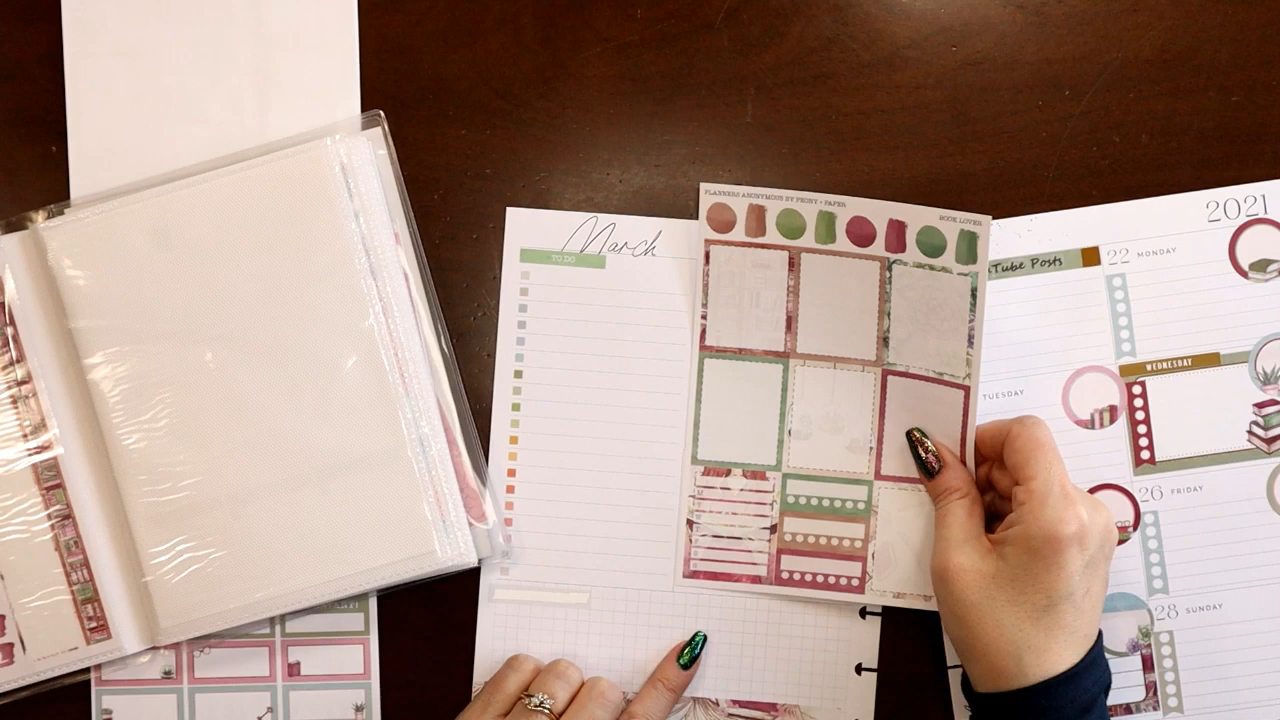 March
TO DO
PLANNERS ANONYMOUS BY PEONY + PAPER
BOOK LOVER
2021
Tube Posts
22 MONDAY
TUESDAY
WEDNESDAY
26 FRIDAY
28 SUNDAY